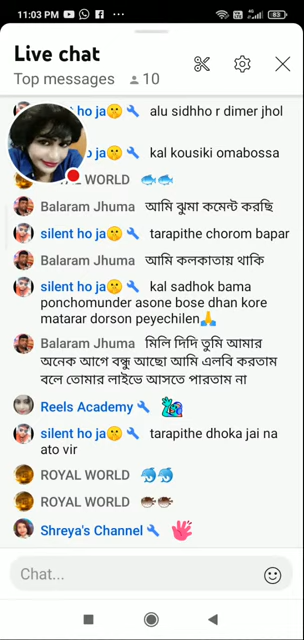 11:03 PM
83
Live chat
Top messages 10
silent ho ja🤫 alu sidhho r dimer jhol
ho ja🤫 kal kousiki omabossa
WORLD 🐟🐟
Balaram Jhuma আমি ঝুমা কমেন্ট করছি
silent ho ja🤫 tarapithe chorom bapar
Balaram Jhuma আমি কলকাতায় থাকি
silent ho ja🤫 kal sadhok bama
ponchomunder asone bose dhan kore
matarar dorson peyechilen🙏
Balaram Jhuma মিলি দিদি তুমি আমার
অনেক আগে বন্ধু আছো আমি এলবি করতাম
বলে তোমার লাইভে আসতে পারতাম না
Reels Academy
silent ho ja🤫 tarapithe dhoka jai na
ato vir
ROYAL WORLD 🐬🐬
ROYAL WORLD
Shreya's Channel
Chat...